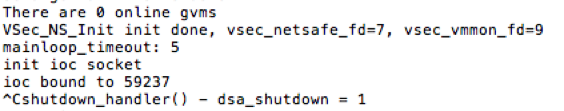 There are 0 online gvms
VSec_NS_Init init done, vsec_netsafe_fd=7, vsec_vmmon_fd=9
mainloop_timeout: 5
init ioc socket
ioc bound to 59237
^Cshutdown_handler() - dsa_shutdown = 1